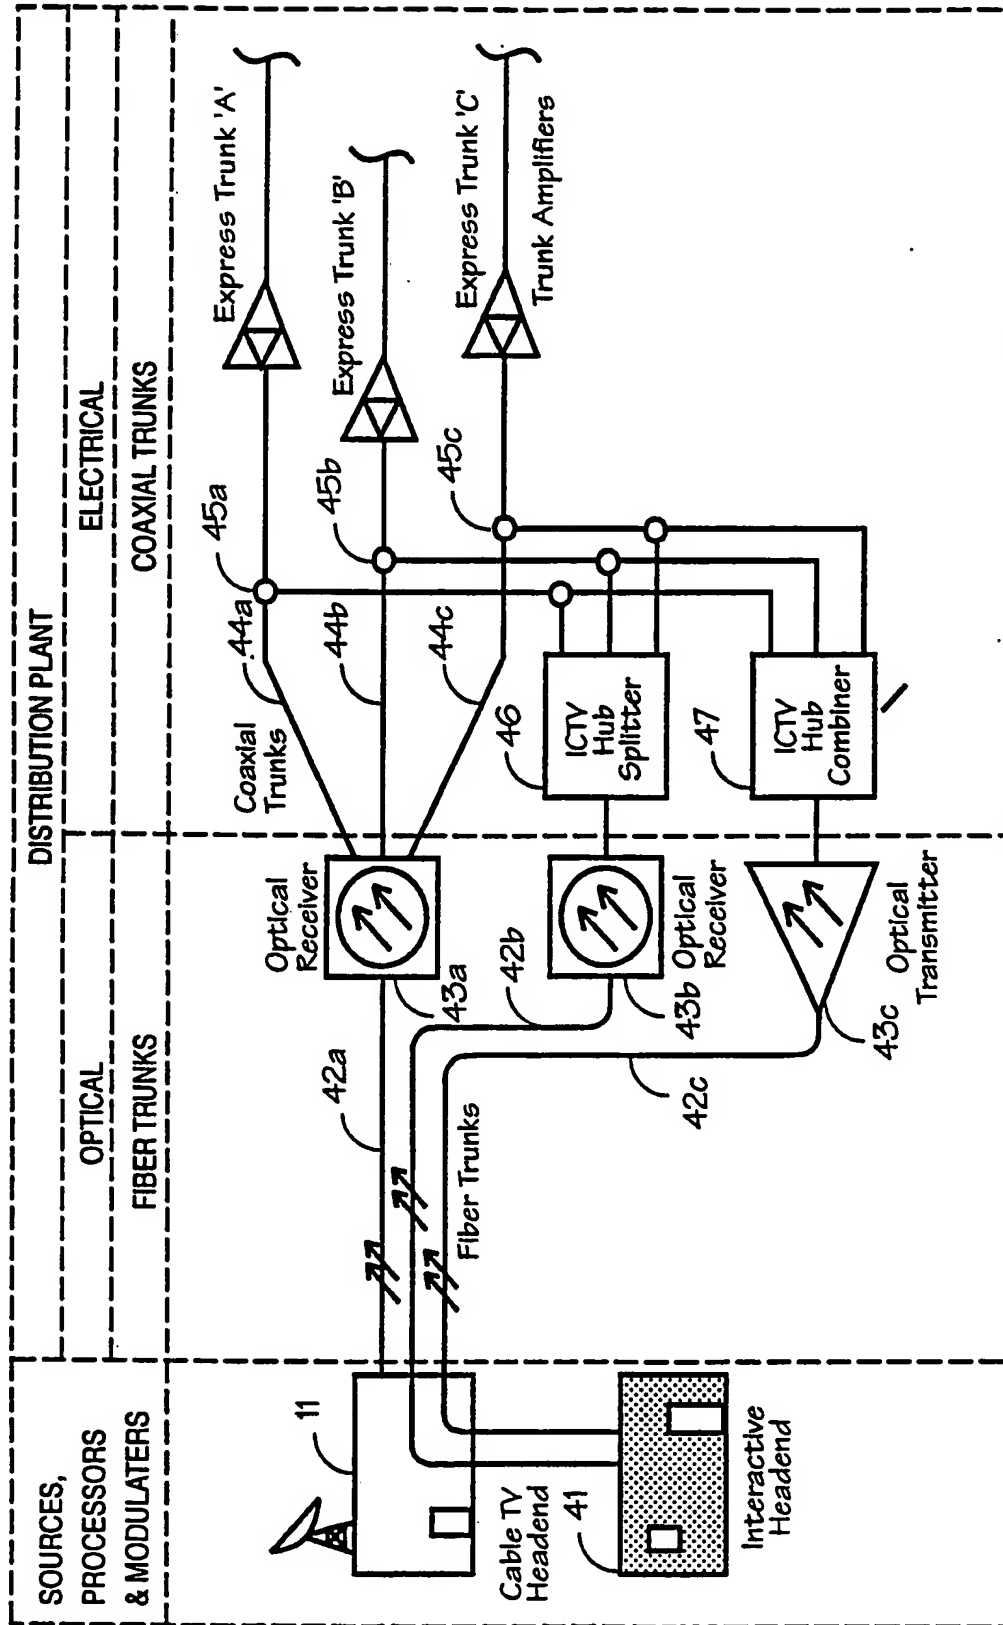 DISTRIBUTION PLANT
SOURCES,
PROCESSORS
& MODULATERS
OPTICAL
ELECTRICAL
FIBER TRUNKS
COAXIAL TRUNKS
11
Cable TV
Headend
41
Interactive
Headend
42a
Fiber Trunks
42b
42c
Optical
Receiver
43a
Optical
Receiver
43b
Optical
Transmitter
43c
Coaxial
Trunks
44a
44b
44c
45a
45b
45c
46
ICTV
Hub
Splitter
47
ICTV
Hub
Combiner
Express Trunk 'A'
Express Trunk 'B'
Express Trunk 'C'
Trunk Amplifiers